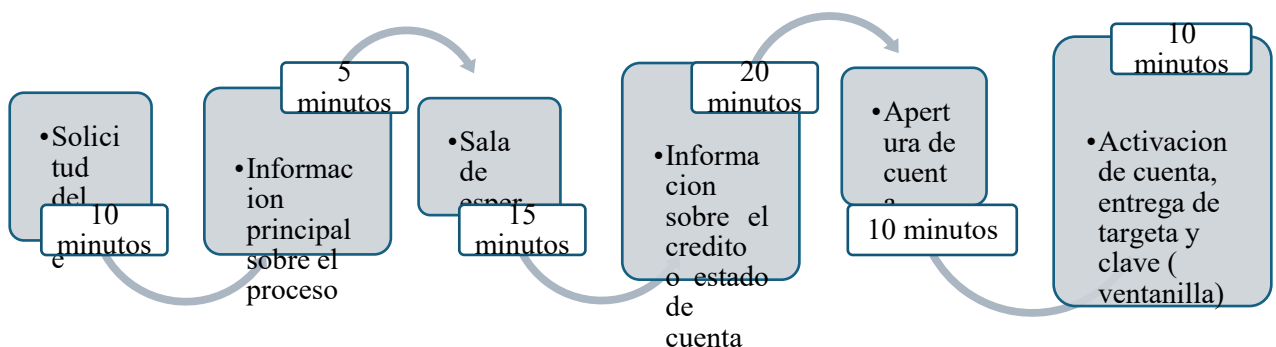 •Solici
tud
del
e
10
minutos
•Informac
ion
principal
sobre el
proceso
5
minutos
•Sala
de
15
minutos
•Informa
cion
sobre el
credito
o estado
de
cuenta
20
minutos
•Apert
ura de
cuent
10 minutos
•Activacion
de cuenta,
entrega de
targeta y
clave (
ventanilla)
10
minutos